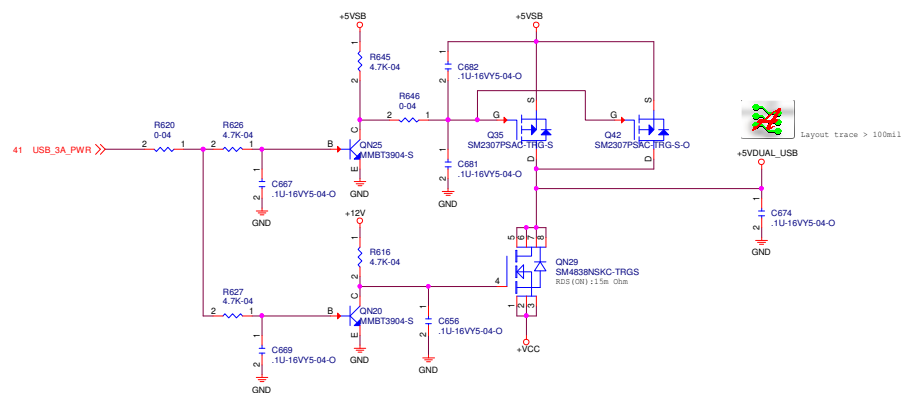 +5VSB
+5VSB
1
R645
4.7K-04
2
1
C682
.1U-16VY5-04-O
2
S
S
R646
0-04
2
1
G
G
Q35
SM2307PSAC-TRG-S
Q42
SM2307PSAC-TRG-S-O
D
D
Layout trace > 100mil
+5VDUAL_USB
R620
0-04
R626
4.7K-04
41 USB_3A_PWR
2
1
2
1
B
C
QN25
MMBT3904-S
E
GND
1
C667
.1U-16VY5-04-O
2
GND
1
C681
.1U-16VY5-04-O
2
GND
1
C674
.1U-16VY5-04-O
2
GND
+12V
1
R616
4.7K-04
2
5
6
7
8
QN29
SM4838NSKC-TRGS
RDS(ON):15m Ohm
4
1
2
3
+VCC
R627
4.7K-04
2
1
B
C
QN20
MMBT3904-S
E
GND
1
C656
.1U-16VY5-04-O
2
GND
1
C669
.1U-16VY5-04-O
2
GND